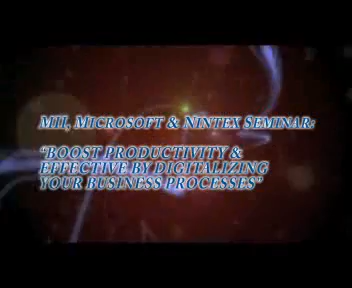 MII, MICROSOFT & NINTEX SEMINAR:
"BOOST PRODUCTIVITY &
EFFECTIVE BY DIGITALIZING
YOUR BUSINESS PROCESSES"